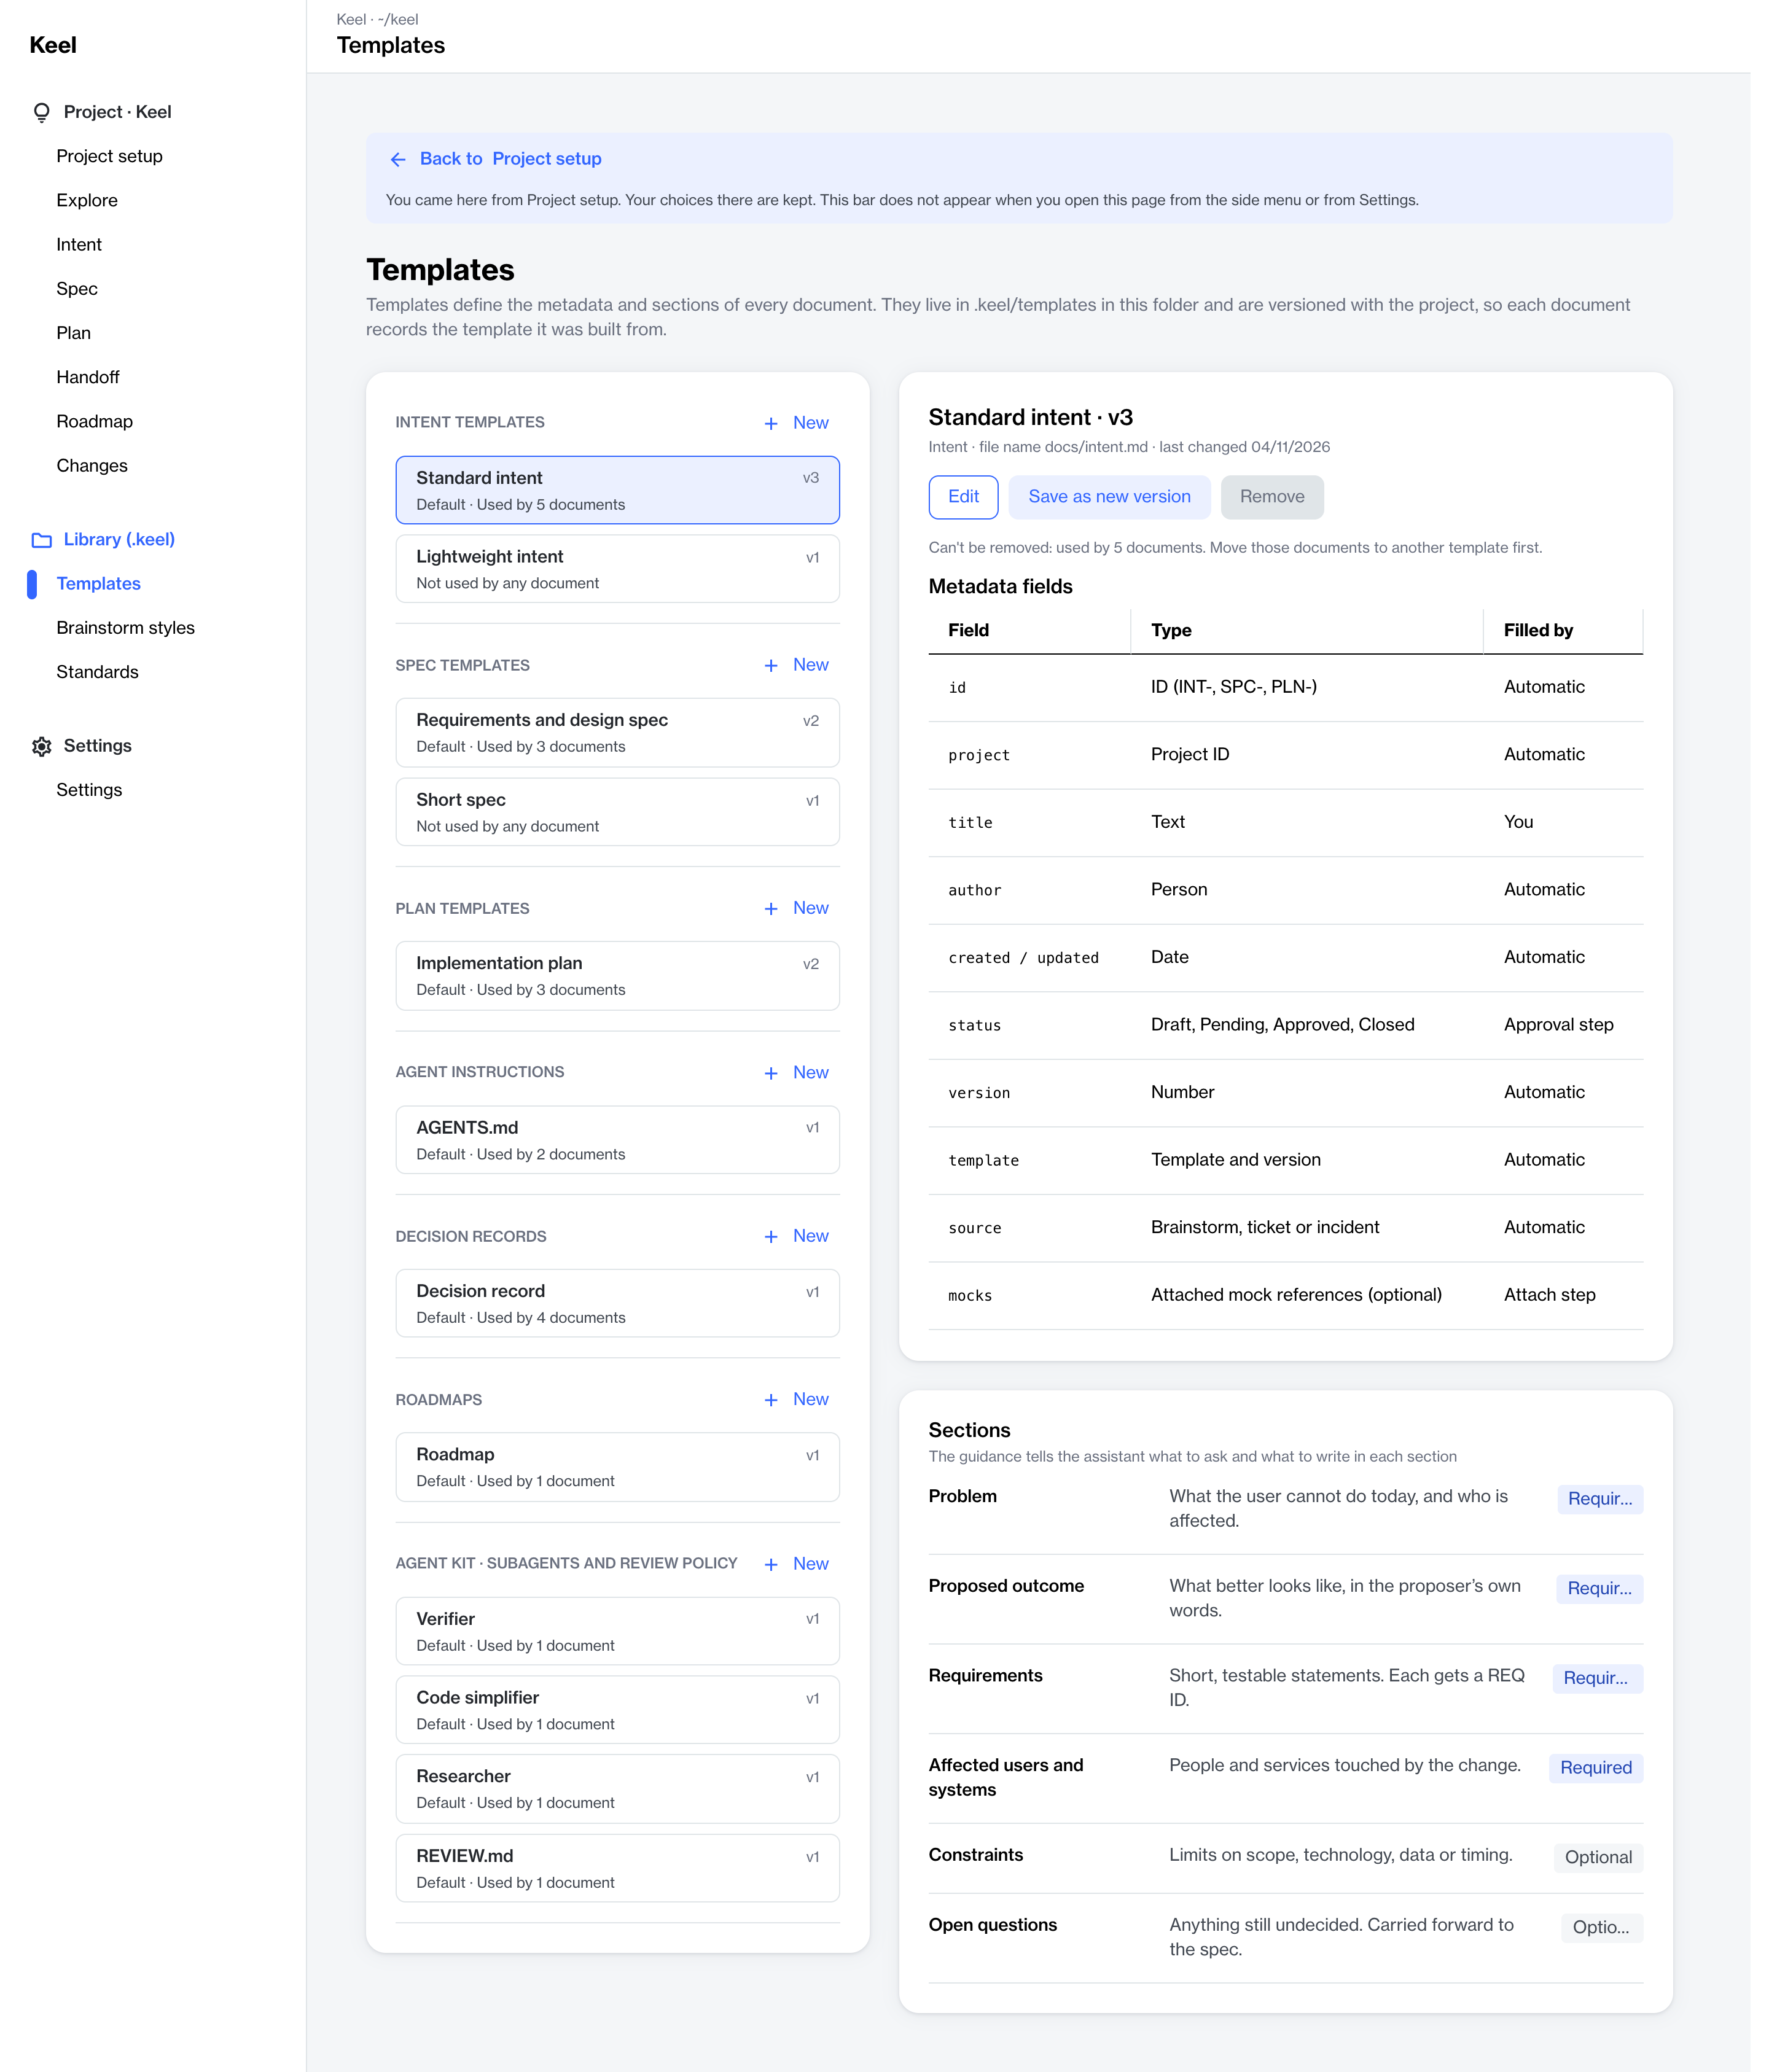 Keel
Project · Keel
Project setup
Explore
Intent
Spec
Plan
Handoff
Roadmap
Changes
Library (.keel)
Templates
Brainstorm styles
Standards
Settings
Settings
Keel · ~/keel
Templates
Back to Project setup
You came here from Project setup. Your choices there are kept. This bar does not appear when you open this page from the side menu or from Settings.
Templates
Templates define the metadata and sections of every document. They live in .keel/templates in this folder and are versioned with the project, so each document
records the template it was built from.
INTENT TEMPLATES + New
Standard intent v3
Default · Used by 5 documents
Lightweight intent v1
Not used by any document
SPEC TEMPLATES + New
Requirements and design spec v2
Default · Used by 3 documents
Short spec v1
Not used by any document
PLAN TEMPLATES + New
Implementation plan v2
Default · Used by 3 documents
AGENT INSTRUCTIONS + New
AGENTS.md v1
Default · Used by 2 documents
DECISION RECORDS + New
Decision record v1
Default · Used by 4 documents
ROADMAPS + New
Roadmap v1
Default · Used by 1 document
AGENT KIT · SUBAGENTS AND REVIEW POLICY + New
Verifier v1
Default · Used by 1 document
Code simplifier v1
Default · Used by 1 document
Researcher v1
Default · Used by 1 document
REVIEW.md v1
Default · Used by 1 document
Standard intent · v3
Intent · file name docs/intent.md · last changed 04/11/2026
Edit Save as new version Remove
Can't be removed: used by 5 documents. Move those documents to another template first.
Metadata fields
Field Type Filled by
id ID (INT-, SPC-, PLN-) Automatic
project Project ID Automatic
title Text You
author Person Automatic
created / updated Date Automatic
status Draft, Pending, Approved, Closed Approval step
version Number Automatic
template Template and version Automatic
source Brainstorm, ticket or incident Automatic
mocks Attached mock references (optional) Attach step
Sections
The guidance tells the assistant what to ask and what to write in each section
Problem What the user cannot do today, and who is Requir...
affected.
Proposed outcome What better looks like, in the proposer’s own Requir...
words.
Requirements Short, testable statements. Each gets a REQ Requir...
ID.
Affected users and People and services touched by the change. Required
systems
Constraints Limits on scope, technology, data or timing. Optional
Open questions Anything still undecided. Carried forward to Optio...
the spec.